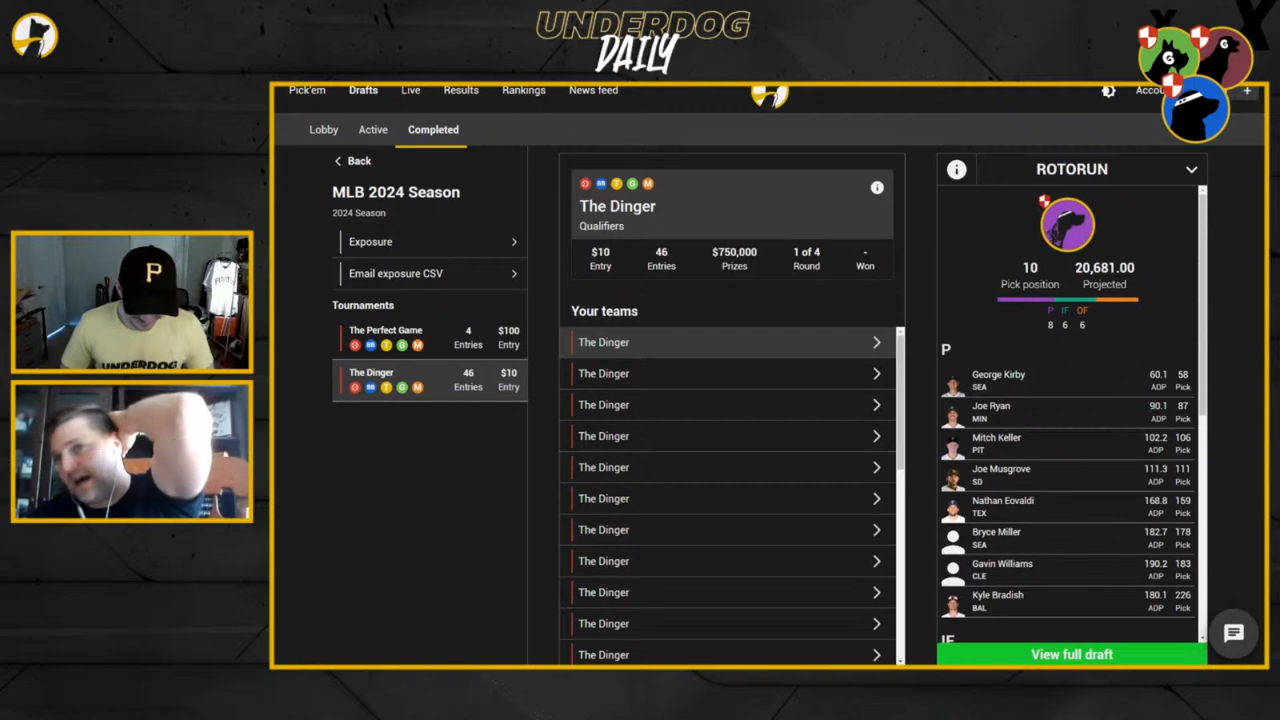 UNDERDOG
DAILY
Pick'em Drafts Live Results Rankings News feed
Lobby Active Completed
Back
MLB 2024 Season
2024 Season
Exposure
Email exposure CSV
Tournaments
The Perfect Game 4 $100
Entries Entry
The Dinger 46 $10
Entries Entry
The Dinger
Qualifiers
$10 46 $750,000 1 of 4 -
Entry Entries Prizes Round Won
Your teams
The Dinger
The Dinger
The Dinger
The Dinger
The Dinger
The Dinger
The Dinger
The Dinger
The Dinger
The Dinger
The Dinger
ROTORUN
10 20,681.00
Pick position Projected
P IF OF
8 6 6
P
George Kirby 60.1 58
SEA ADP Pick
Joe Ryan 90.1 87
MIN ADP Pick
Mitch Keller 102.2 106
PIT ADP Pick
Joe Musgrove 111.3 111
SD ADP Pick
Nathan Eovaldi 168.8 159
TEX ADP Pick
Bryce Miller 182.7 178
SEA ADP Pick
Gavin Williams 190.2 183
CLE ADP Pick
Kyle Bradish 180.1 226
BAL ADP Pick
IF
View full draft
P
UNDERDOG